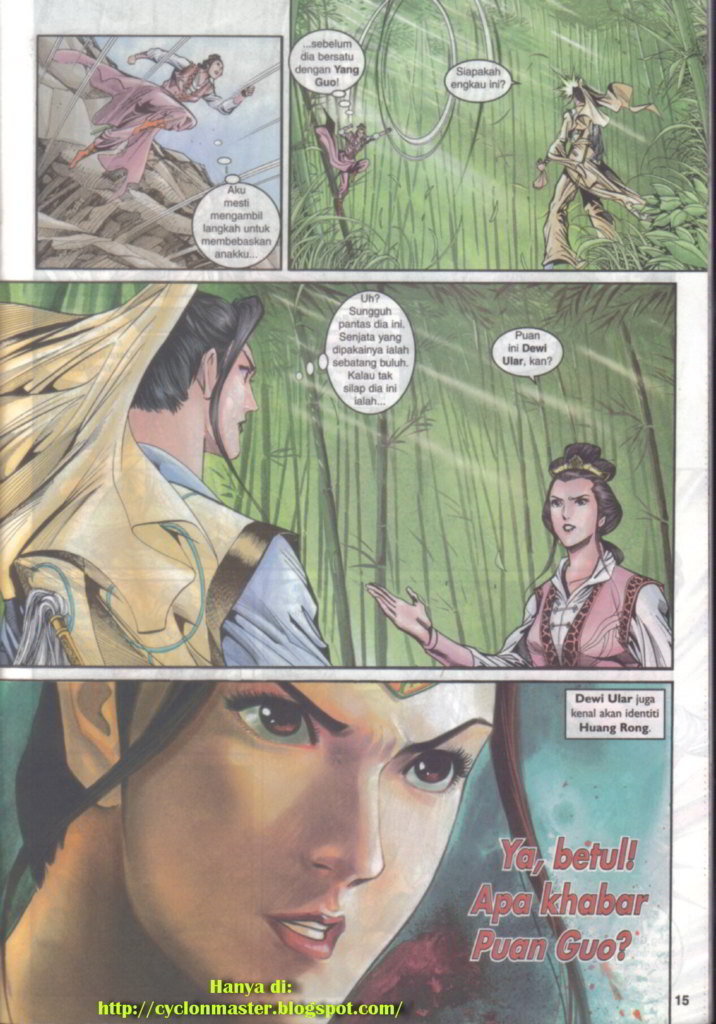 Aku
mesti
mengambil
langkah untuk
membebaskan
anakku...
...sebelum
dia bersatu
dengan Yang
Guo!
Siapakah
engkau ini?
Uh?
Sungguh
pantas dia ini.
Senjata yang
dipakainya ialah
sebatang buluh.
Kalau tak
silap dia ini
ialah...
Puan
ini Dewi
Ular, kan?
Dewi Ular juga
kenal akan identiti
Huang Rong.
Ya, betul!
Apa khabar
Puan Guo?
15
Hanya di:
http://cyclonmaster.blogspot.com/